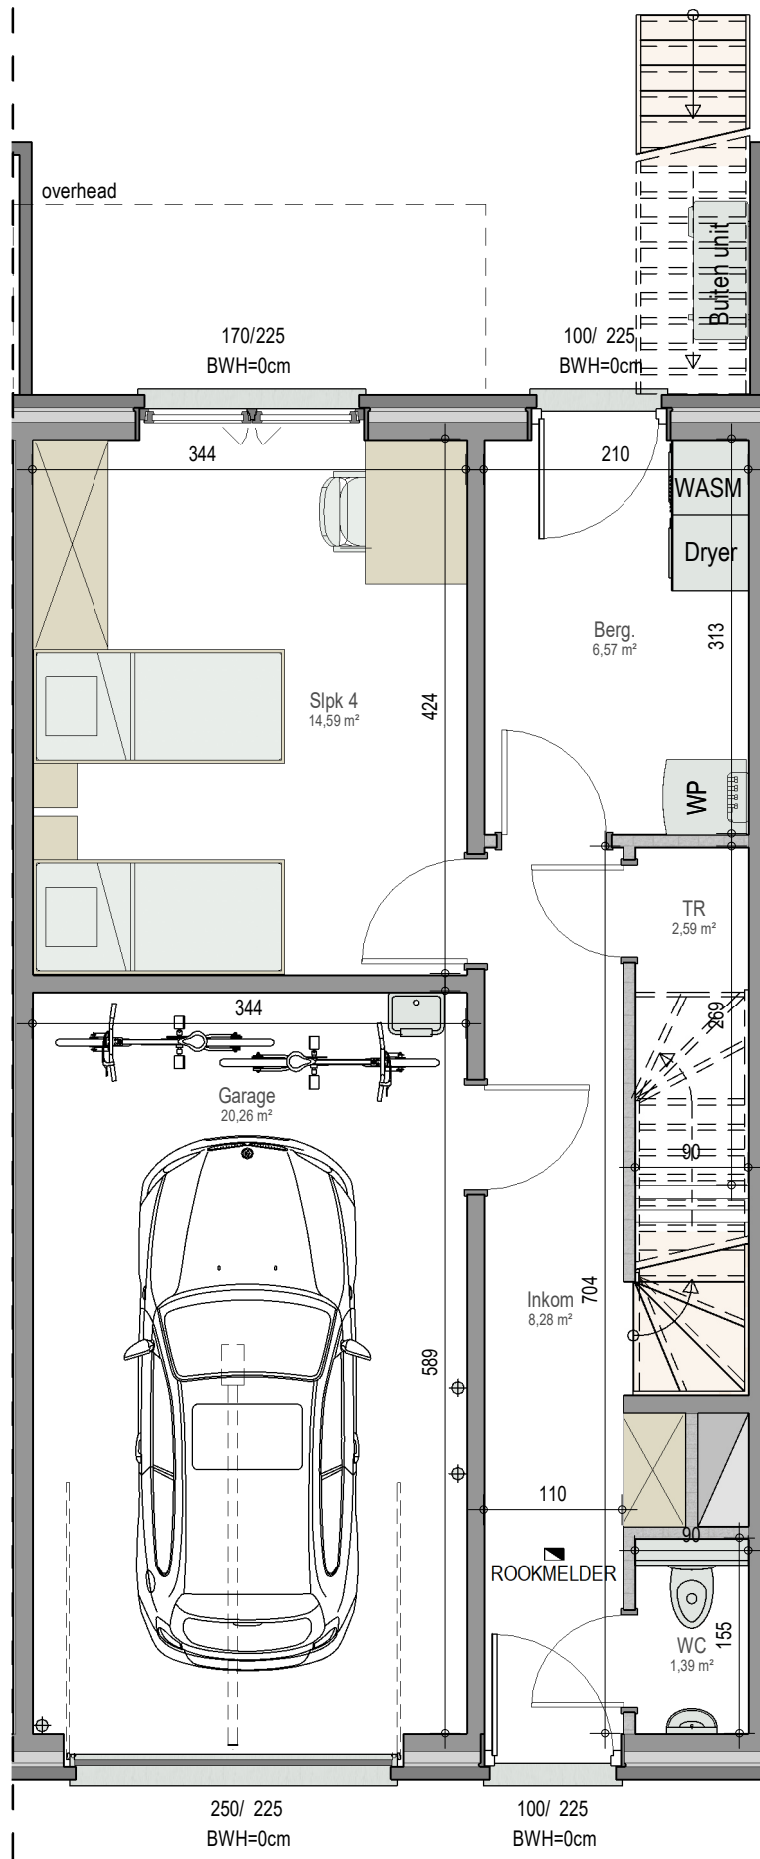 overhead
Buiten unit
170/225
BWH=0cm
100/ 225
BWH=0cm
344
210
WASM
Dryer
Berg.
6,57 m²
313
Slpk 4
14,59 m²
424
WP
TR
2,59 m²
269
344
Garage
20,26 m²
90
Inkom
8,28 m²
704
589
110
90
ROOKMELDER
WC
1,39 m²
155
250/ 225
BWH=0cm
100/ 225
BWH=0cm